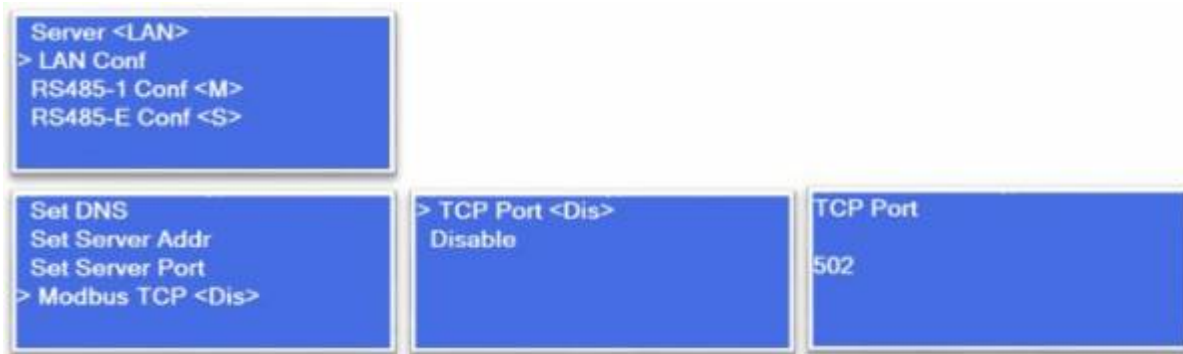 Server <LAN>
> LAN Conf
RS485-1 Conf <M>
RS485-E Conf <S>
Set DNS
Set Server Addr
Set Server Port
> Modbus TCP <Dis>
> TCP Port <Dis>
Disable
TCP Port
502